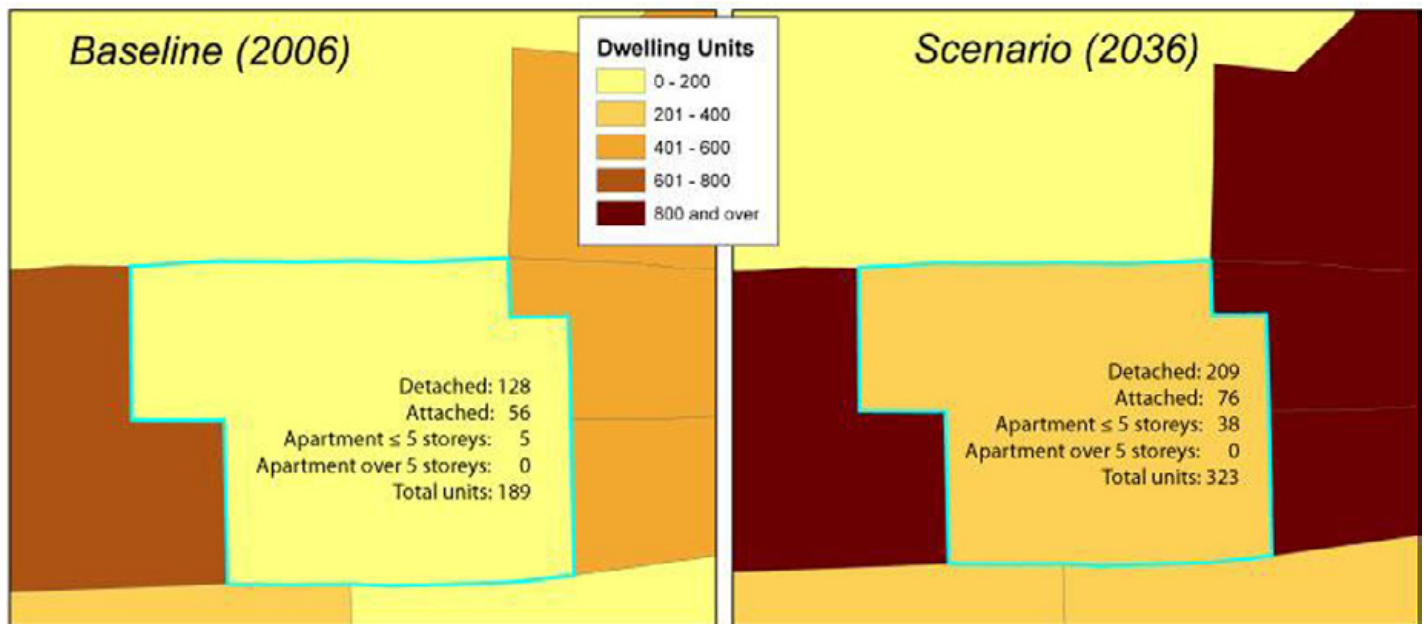 Baseline (2006)
Dwelling Units
0 - 200
201 - 400
401 - 600
601 - 800
800 and over
Scenario (2036)
Detached: 128
Attached: 56
Apartment ≤ 5 storeys: 5
Apartment over 5 storeys: 0
Total units: 189
Detached: 209
Attached: 76
Apartment ≤ 5 storeys: 38
Apartment over 5 storeys: 0
Total units: 323